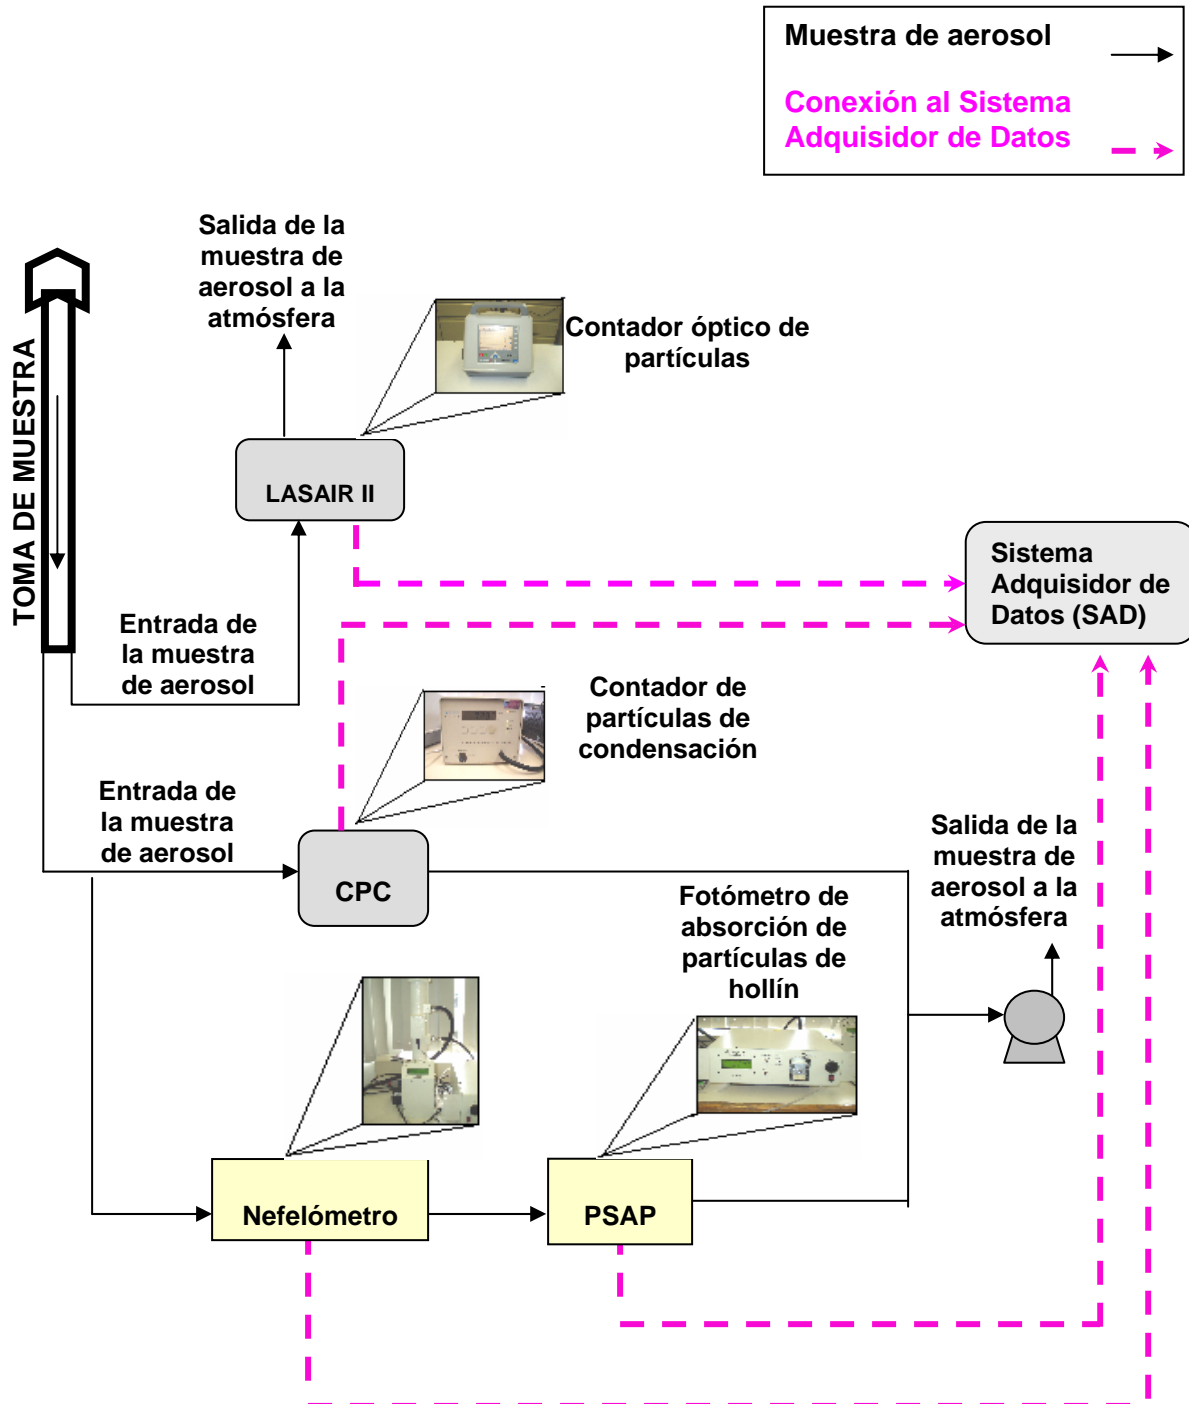 Muestra de aerosol
Conexión al Sistema
Adquisidor de Datos
Salida de la
muestra de
aerosol a la
atmósfera
TOMA DE MUESTRA
Contador óptico de
partículas
LASAIR II
Sistema
Adquisidor de
Datos (SAD)
Entrada de
la muestra
de aerosol
Contador de
partículas de
condensación
Entrada de
la muestra
de aerosol
CPC
Salida de la
muestra de
aerosol a la
atmósfera
Fotómetro de
absorción de
partículas de
hollín
Nefelómetro
PSAP